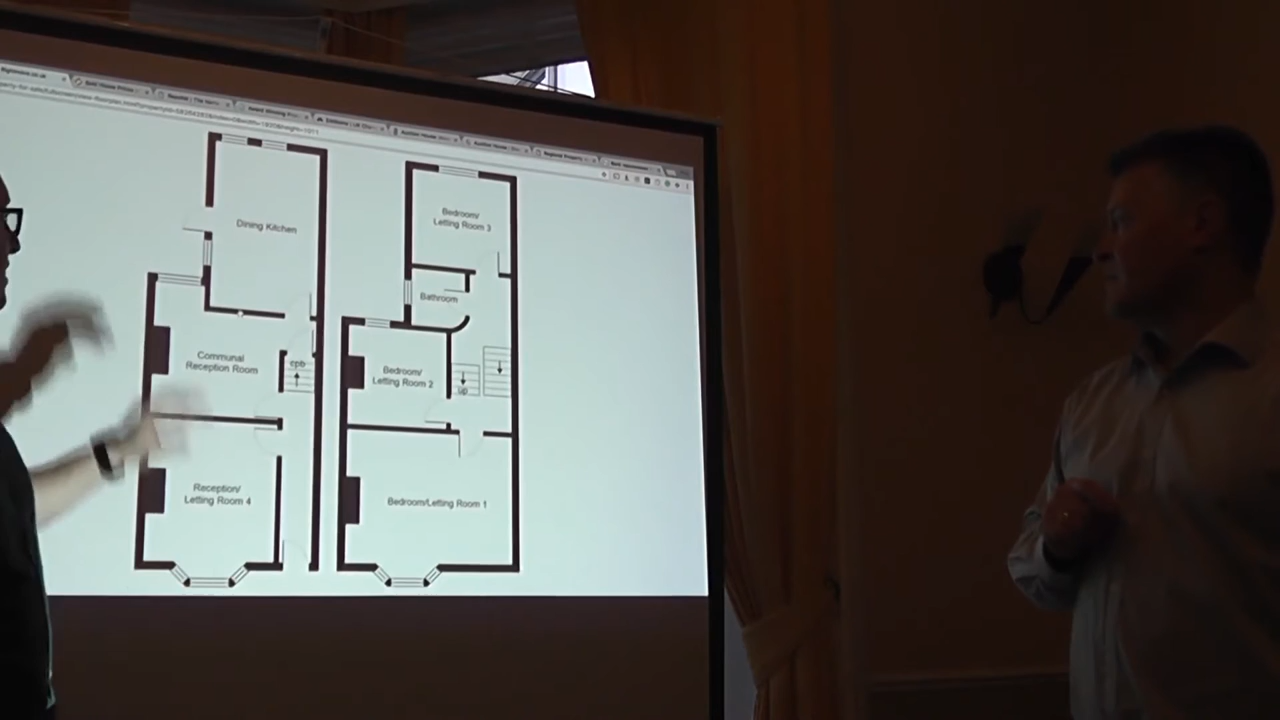 Dining Kitchen
Communal
Reception Room
cpb
Reception/
Letting Room 4
Bedroom/
Letting Room 3
Bathroom
Bedroom/
Letting Room 2
up
Bedroom/Letting Room 1